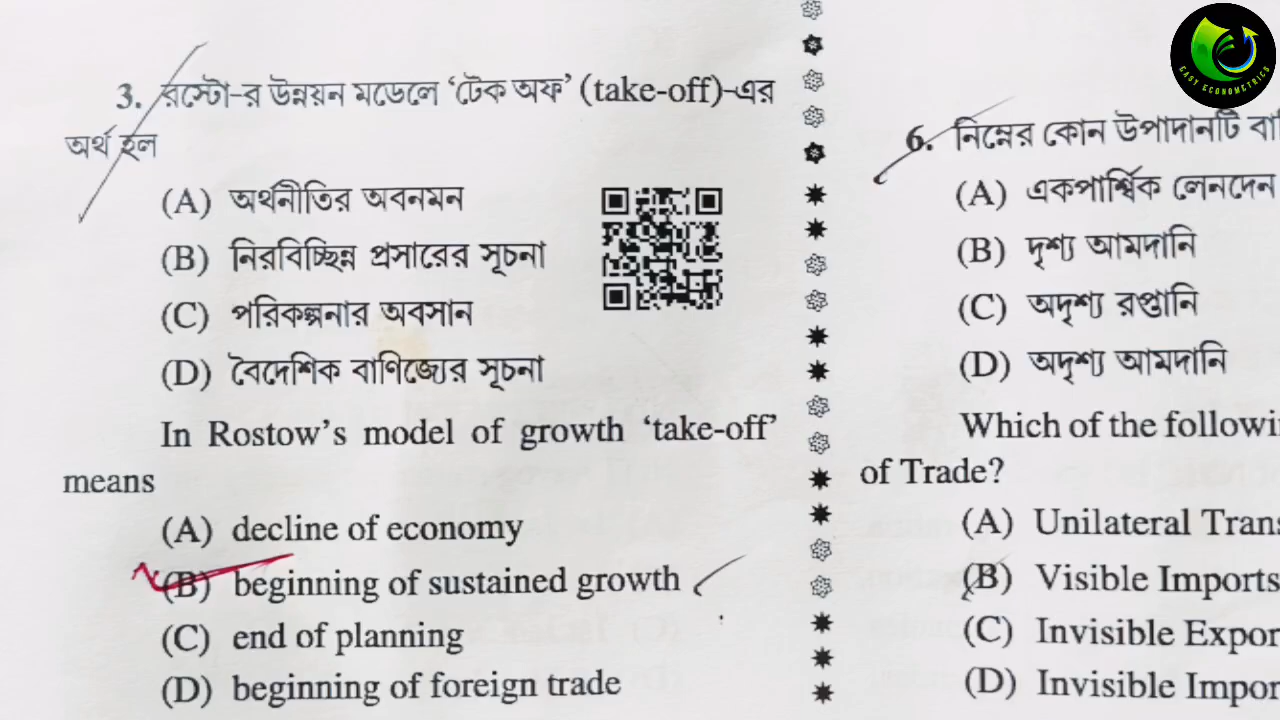 3. রস্টো-র উন্নয়ন মডেলে ‘টেক অফ’ (take-off)-এর
অর্থ হল
(A) অর্থনীতির অবনমন
(B) নিরবিচ্ছিন্ন প্রসারের সূচনা
(C) পরিকল্পনার অবসান
(D) বৈদেশিক বাণিজ্যের সূচনা
In Rostow’s model of growth ‘take-off’
means
(A) decline of economy
(B) beginning of sustained growth
(C) end of planning
(D) beginning of foreign trade
6. নিম্নের কোন উপাদানটি
(A) একপার্শ্বিক লেনদেন
(B) দৃশ্য আমদানি
(C) অদৃশ্য রপ্তানি
(D) অদৃশ্য আমদানি
Which of the
of Trade?
(A) Unilateral
(B) Visible Imports
(C) Invisible
(D) Invisible
EASY ECONOMETRICS